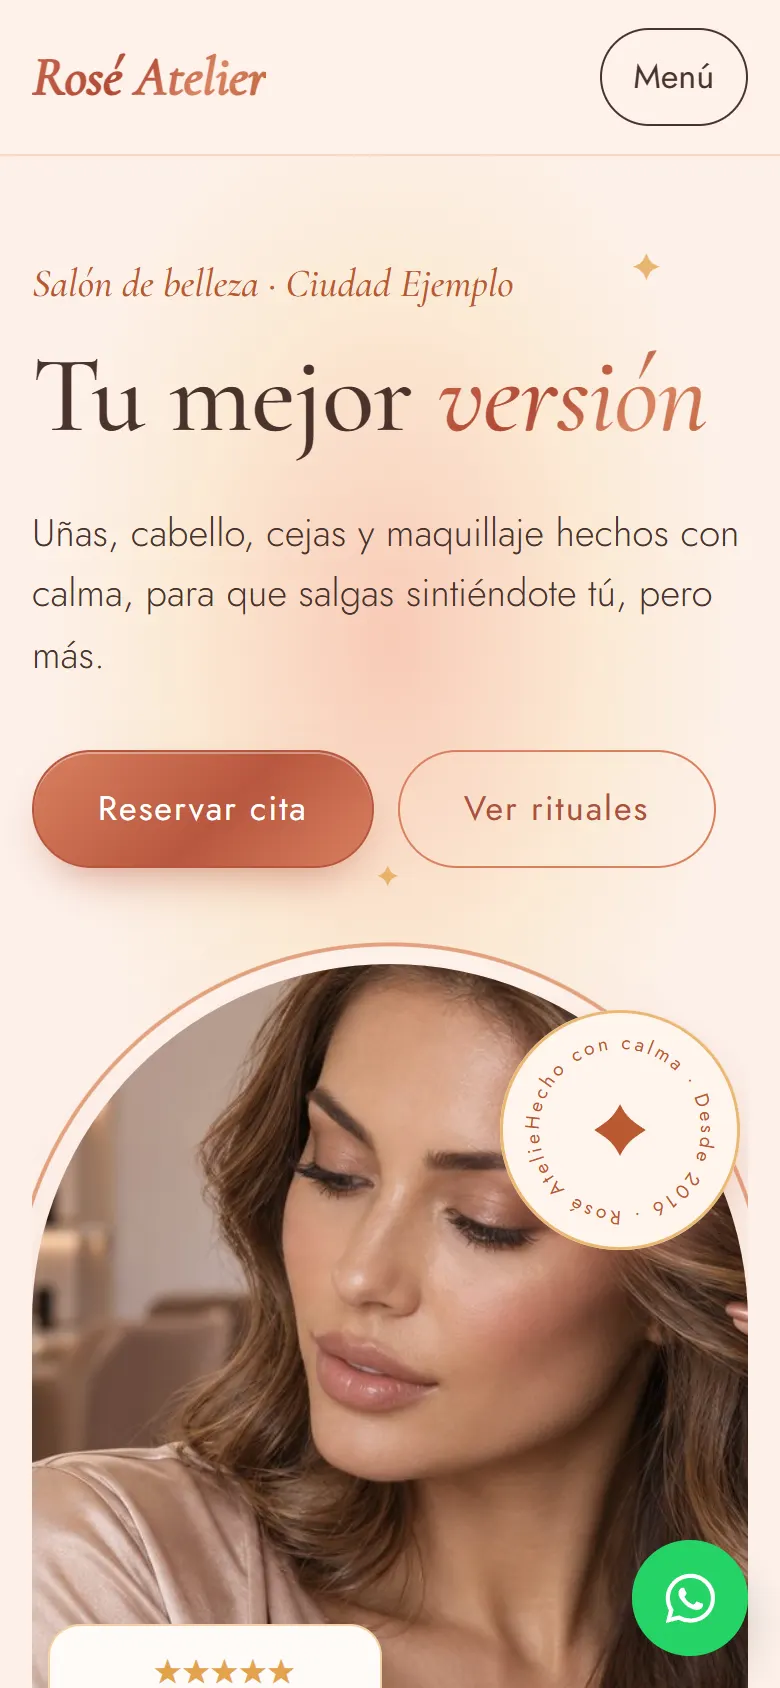 Rosé Atelier
Menú
Salón de belleza · Ciudad Ejemplo
Tu mejor versión
Uñas, cabello, cejas y maquillaje hechos con
calma, para que salgas sintiéndote tú, pero
más.
Reservar cita
Ver rituales
Hecho con calma · Desde 2016 · Rosé Atelie